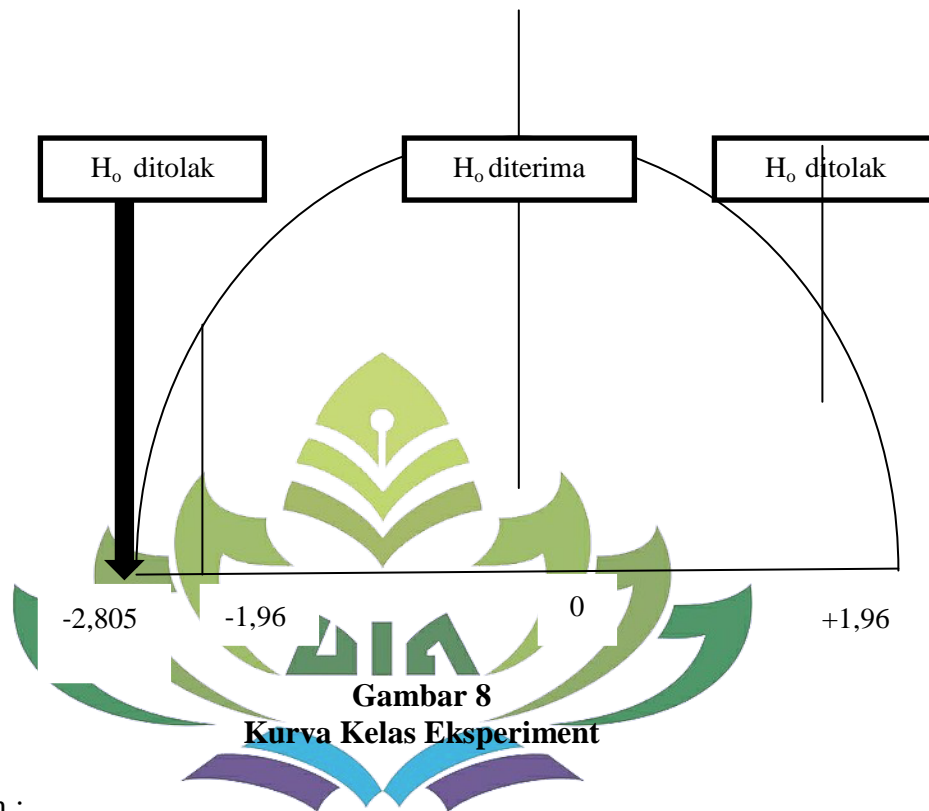 Ho ditolak Ho diterima Ho ditolak
-2,805 -1,96 0 +1,96
Gambar 8
Kurva Kelas Eksperiment